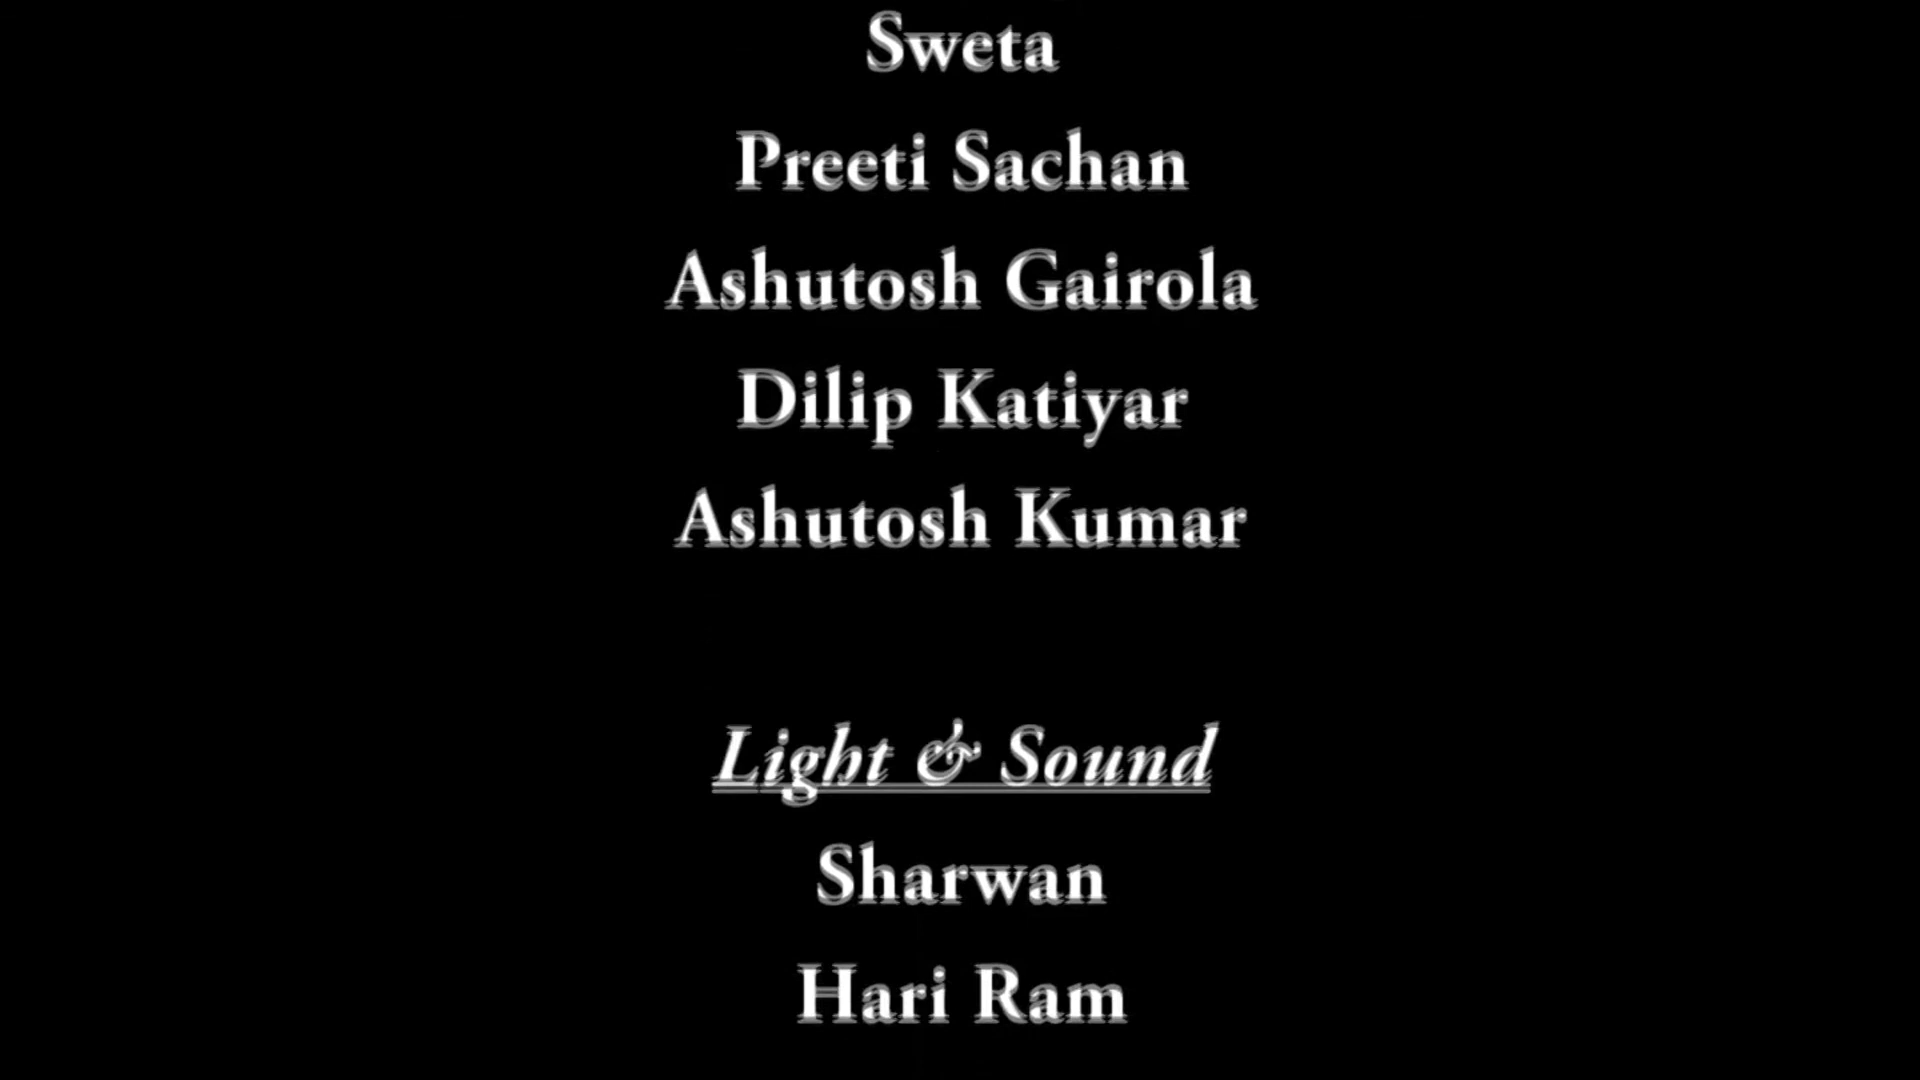 Sweta
Preeti Sachan
Ashutosh Gairola
Dilip Katiyar
Ashutosh Kumar
Light & Sound
Sharwan
Hari Ram